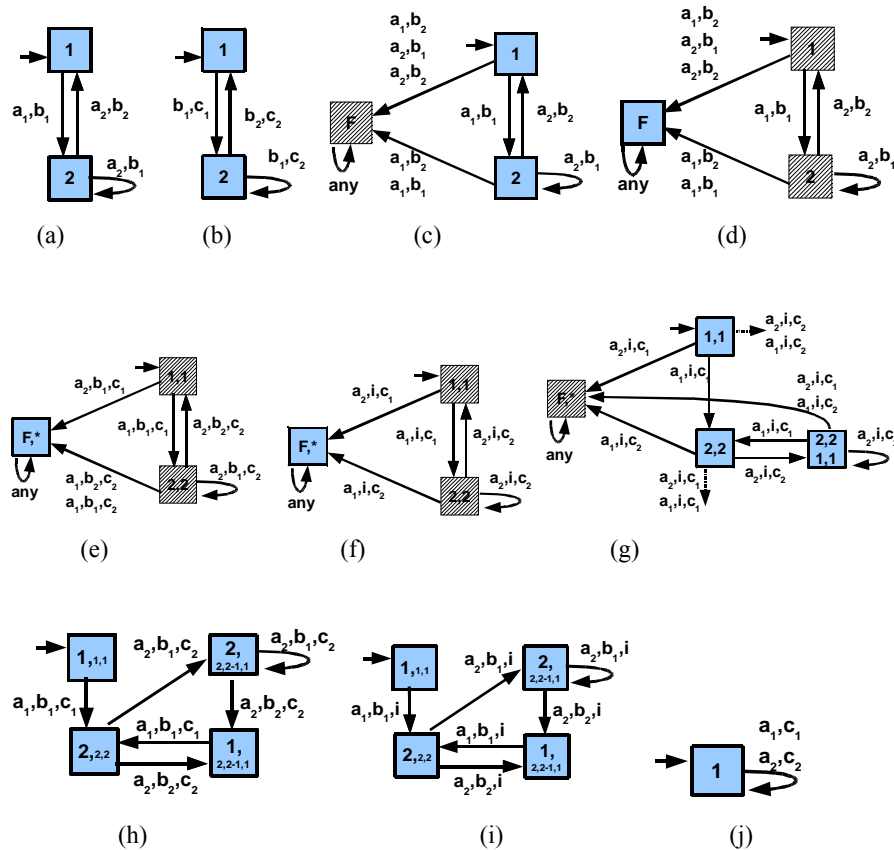 1
a₁,b₁
a₂,b₂
2
a₂,b₁
(a)
1
b₁,c₁
b₂,c₂
2
b₁,c₂
(b)
a₁,b₂
a₂,b₁
a₂,b₂
1
F
any
a₁,b₁
a₂,b₂
a₁,b₂
a₁,b₁
2
a₂,b₁
(c)
a₁,b₂
a₂,b₁
a₂,b₂
1
F
any
a₁,b₁
a₂,b₂
a₁,b₂
a₁,b₁
2
a₂,b₁
(d)
1,1
a₂,b₁,c₁
F,*
any
a₁,b₁,c₁
a₂,b₂,c₂
a₁,b₂,c₂
a₁,b₁,c₂
2,2
a₂,b₁,c₂
(e)
1,1
a₂,i,c₁
F,*
any
a₁,i,c₁
a₂,i,c₂
a₁,i,c₂
2,2
a₂,i,c₂
(f)
1,1
a₂,i,c₂
a₁,i,c₂
a₂,i,c₁
a₁,i,c₁
a₂,i,c₁
a₁,i,c₂
F,*
any
a₁,i,c₂
2,2
a₁,i,c₁
a₂,i,c₂
2,2
1,1
a₂,i,c₂
a₂,i,c₁
a₁,i,c₁
(g)
1,1,1
a₂,b₁,c₂
2,
2,2-1,1
a₂,b₁,c₂
a₁,b₁,c₁
a₂,b₂,c₂
2,2,2
a₁,b₁,c₁
a₂,b₂,c₂
1,
2,2-1,1
(h)
1,1,1
a₂,b₁,i
2,
2,2-1,1
a₂,b₁,i
a₁,b₁,i
a₂,b₂,i
2,2,2
a₁,b₁,i
a₂,b₂,i
1,
2,2-1,1
(i)
1
a₁,c₁
a₂,c₂
(j)